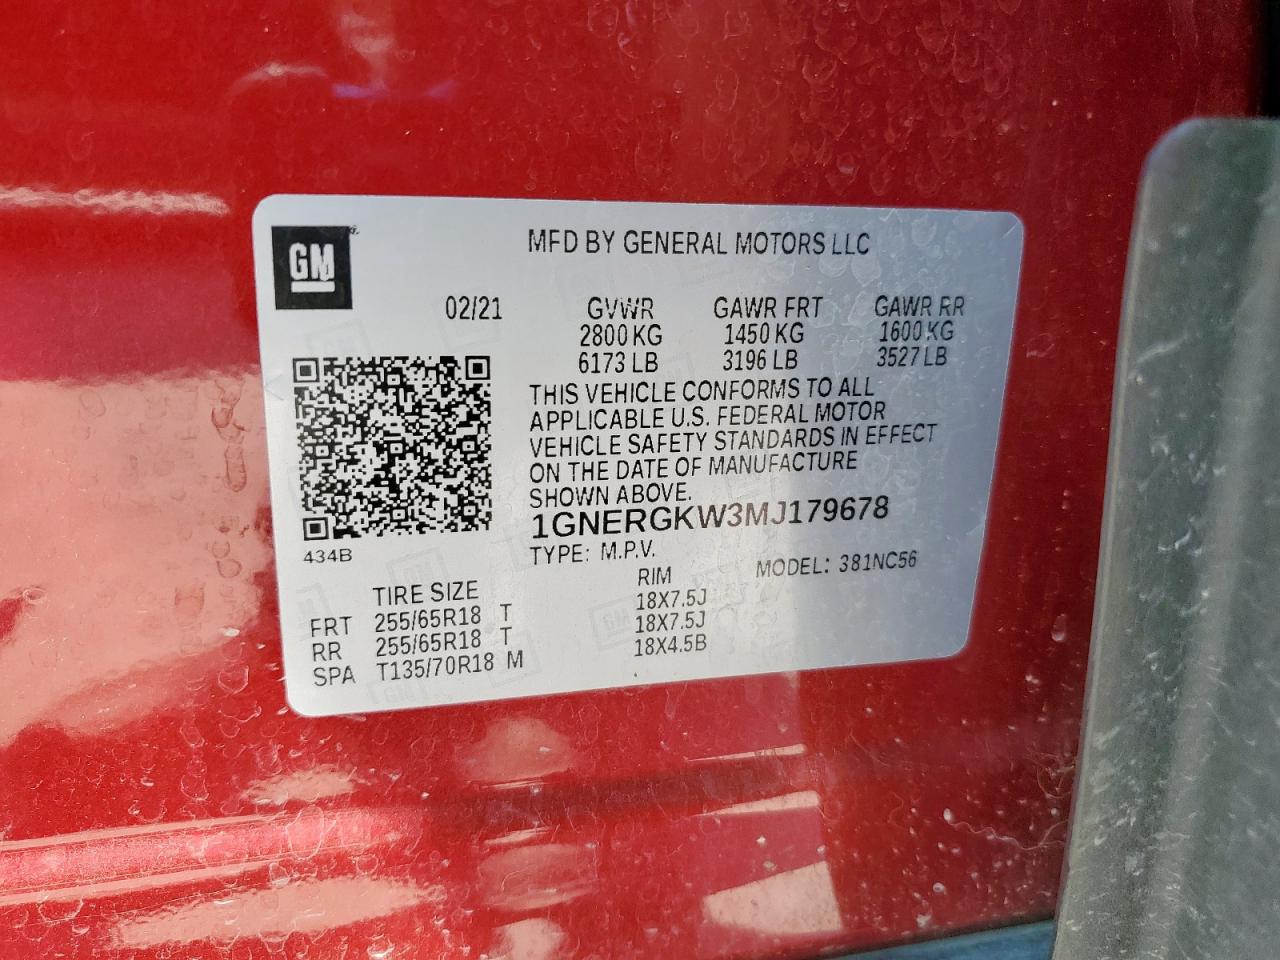 GM
MFD BY GENERAL MOTORS LLC
02/21 GVWR GAWR FRT GAWR RR
2800 KG 1450 KG 1600 KG
6173 LB 3196 LB 3527 LB
THIS VEHICLE CONFORMS TO ALL
APPLICABLE U.S. FEDERAL MOTOR
VEHICLE SAFETY STANDARDS IN EFFECT
ON THE DATE OF MANUFACTURE
SHOWN ABOVE.
1GNERGKW3MJ179678
434B
TYPE: M.P.V. MODEL: 381NC56
TIRE SIZE RIM
FRT 255/65R18 T 18X7.5J
RR 255/65R18 T 18X7.5J
SPA T135/70R18 M 18X4.5B